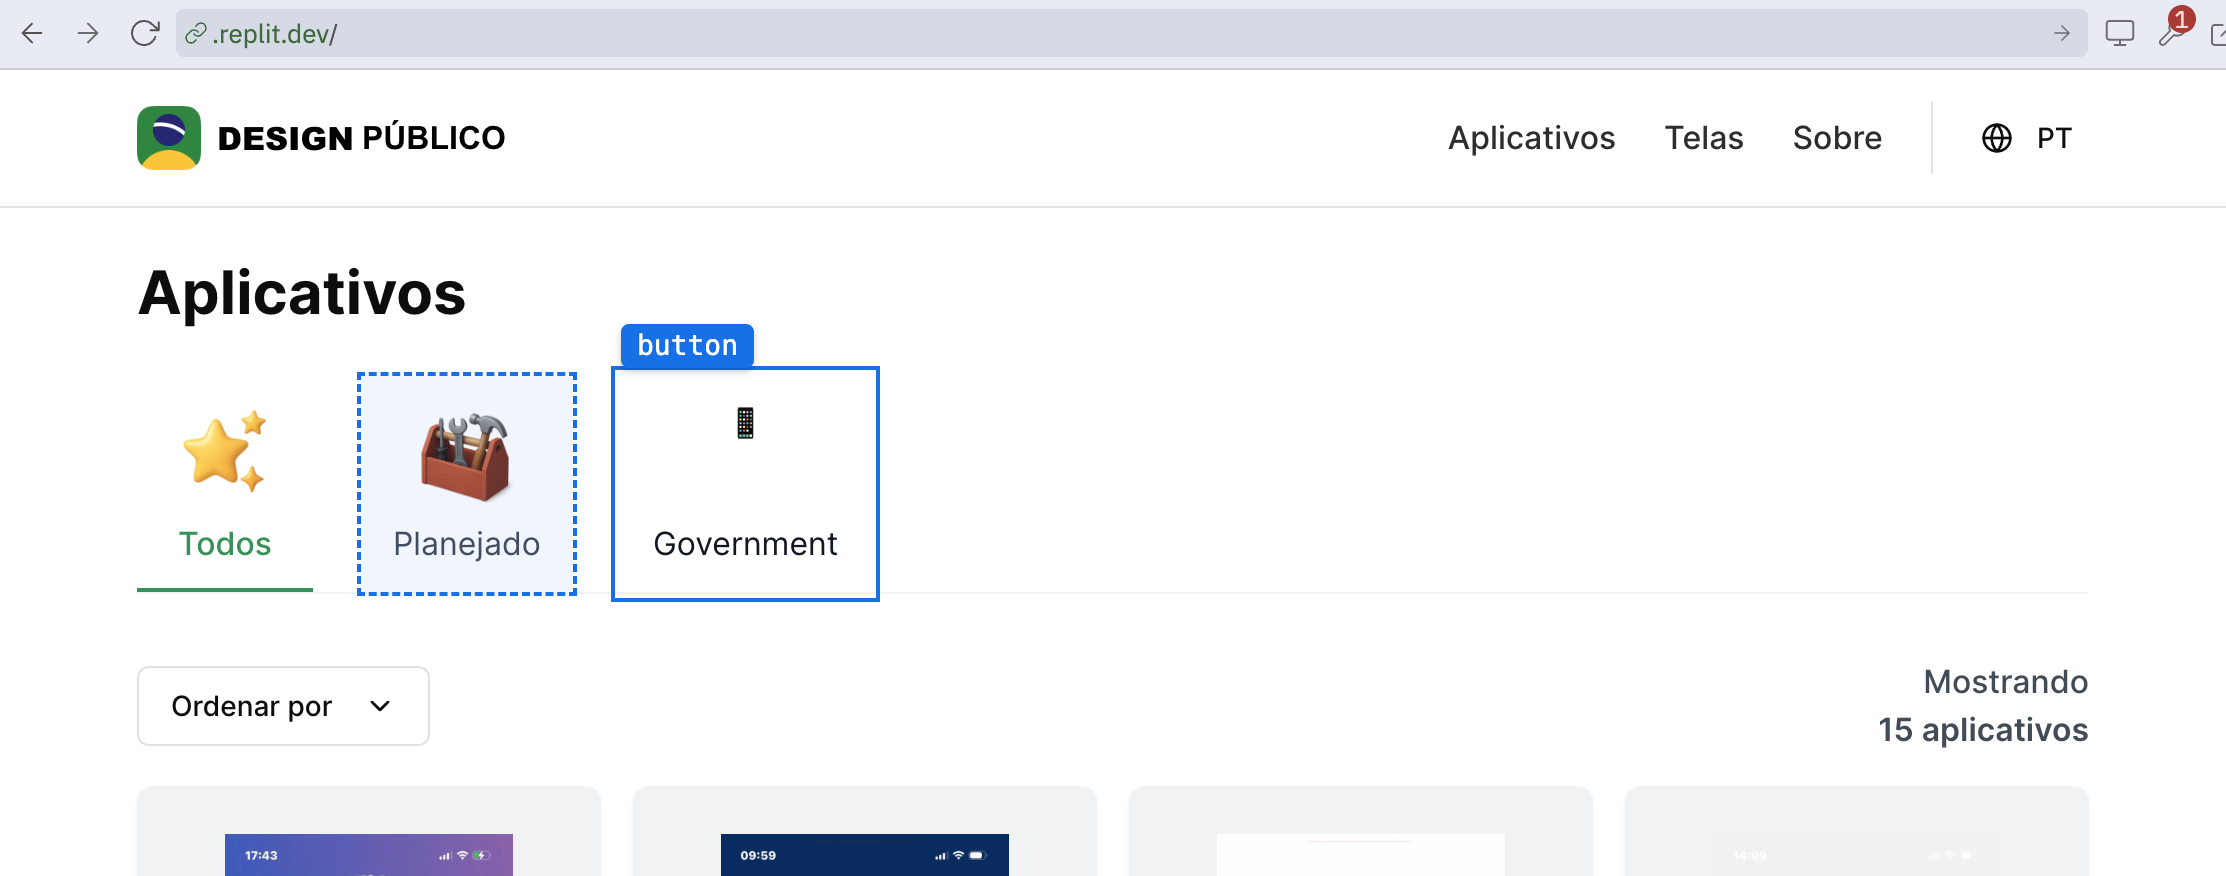 .replit.dev/
1
DESIGN PÚBLICO
Aplicativos
Telas
Sobre
PT
Aplicativos
button
Todos
Planejado
Government
Ordenar por
Mostrando
15 aplicativos
17:43
09:59
14:09